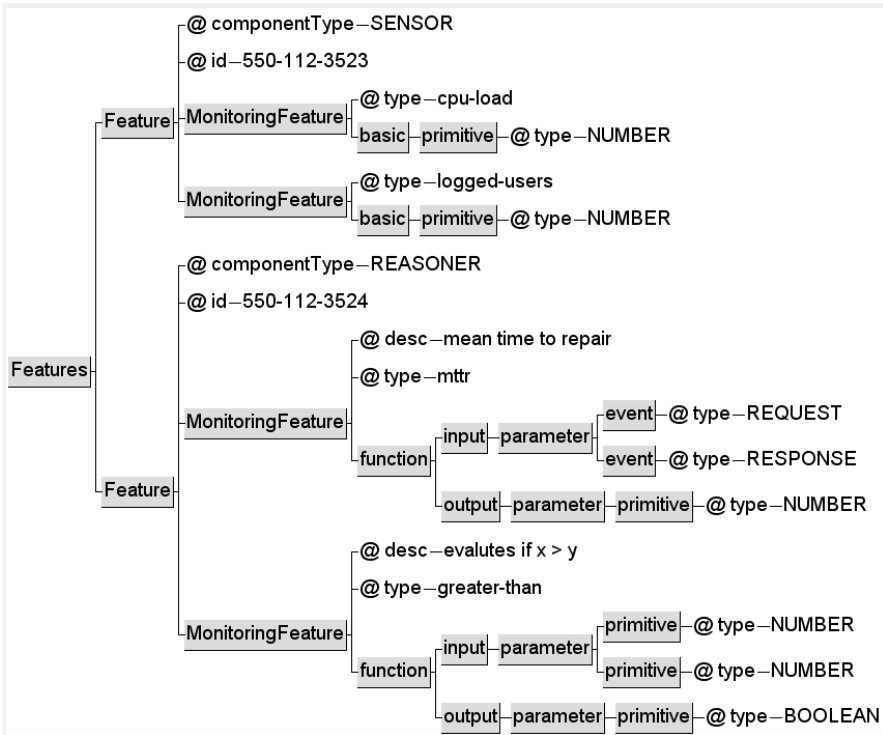 @ componentType–SENSOR
@ id–550-112-3523
Feature
MonitoringFeature
@ type–cpu-load
basic primitive @ type–NUMBER
MonitoringFeature
@ type–logged-users
basic primitive @ type–NUMBER
Features
Feature
@ componentType–REASONER
@ id–550-112-3524
MonitoringFeature
@ desc–mean time to repair
@ type–mttr
function
input parameter
event @ type–REQUEST
event @ type–RESPONSE
output parameter primitive @ type–NUMBER
MonitoringFeature
@ desc–evalutes if x > y
@ type–greater-than
function
input parameter
primitive @ type–NUMBER
primitive @ type–NUMBER
output parameter primitive @ type–BOOLEAN